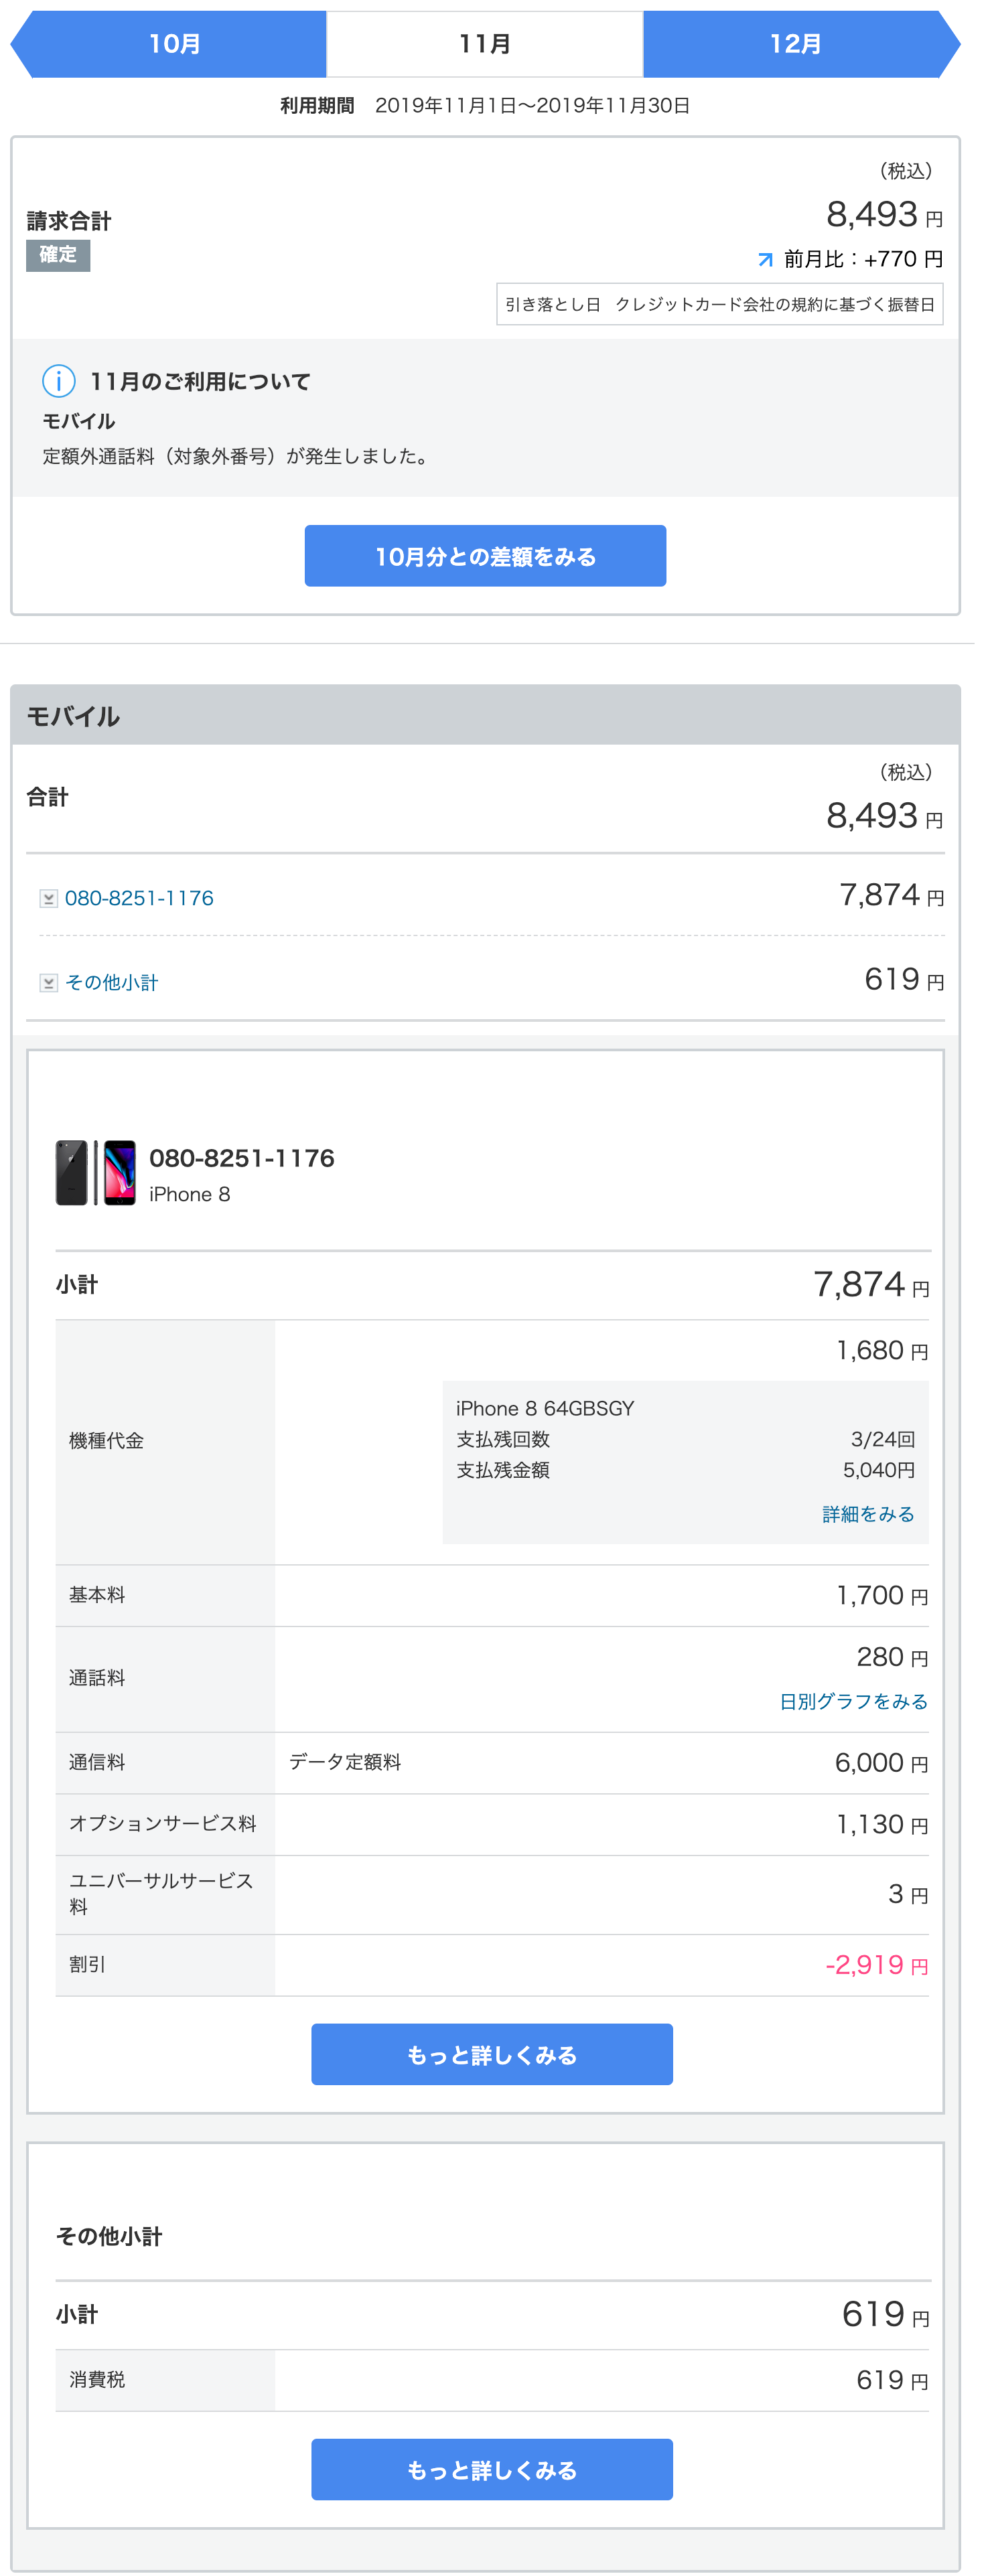 10月
11月
12月
利用期間 2019年11月1日〜2019年11月30日
(税込)
請求合計
8,493 円
確定
前月比:+770 円
引き落とし日 クレジットカード会社の規約に基づく振替日
11月のご利用について
モバイル
定額外通話料(対象外番号)が発生しました。
10月分との差額をみる
モバイル
(税込)
合計
8,493 円
080-8251-1176 7,874 円
その他小計 619 円
080-8251-1176
iPhone 8
小計 7,874 円
1,680 円
機種代金
iPhone 8 64GBSGY
支払残回数 3/24回
支払残金額 5,040円
詳細をみる
基本料 1,700 円
通話料 280 円
日別グラフをみる
通信料 データ定額料 6,000 円
オプションサービス料 1,130 円
ユニバーサルサービス
料
3 円
割引 -2,919 円
もっと詳しくみる
その他小計
小計 619 円
消費税 619 円
もっと詳しくみる